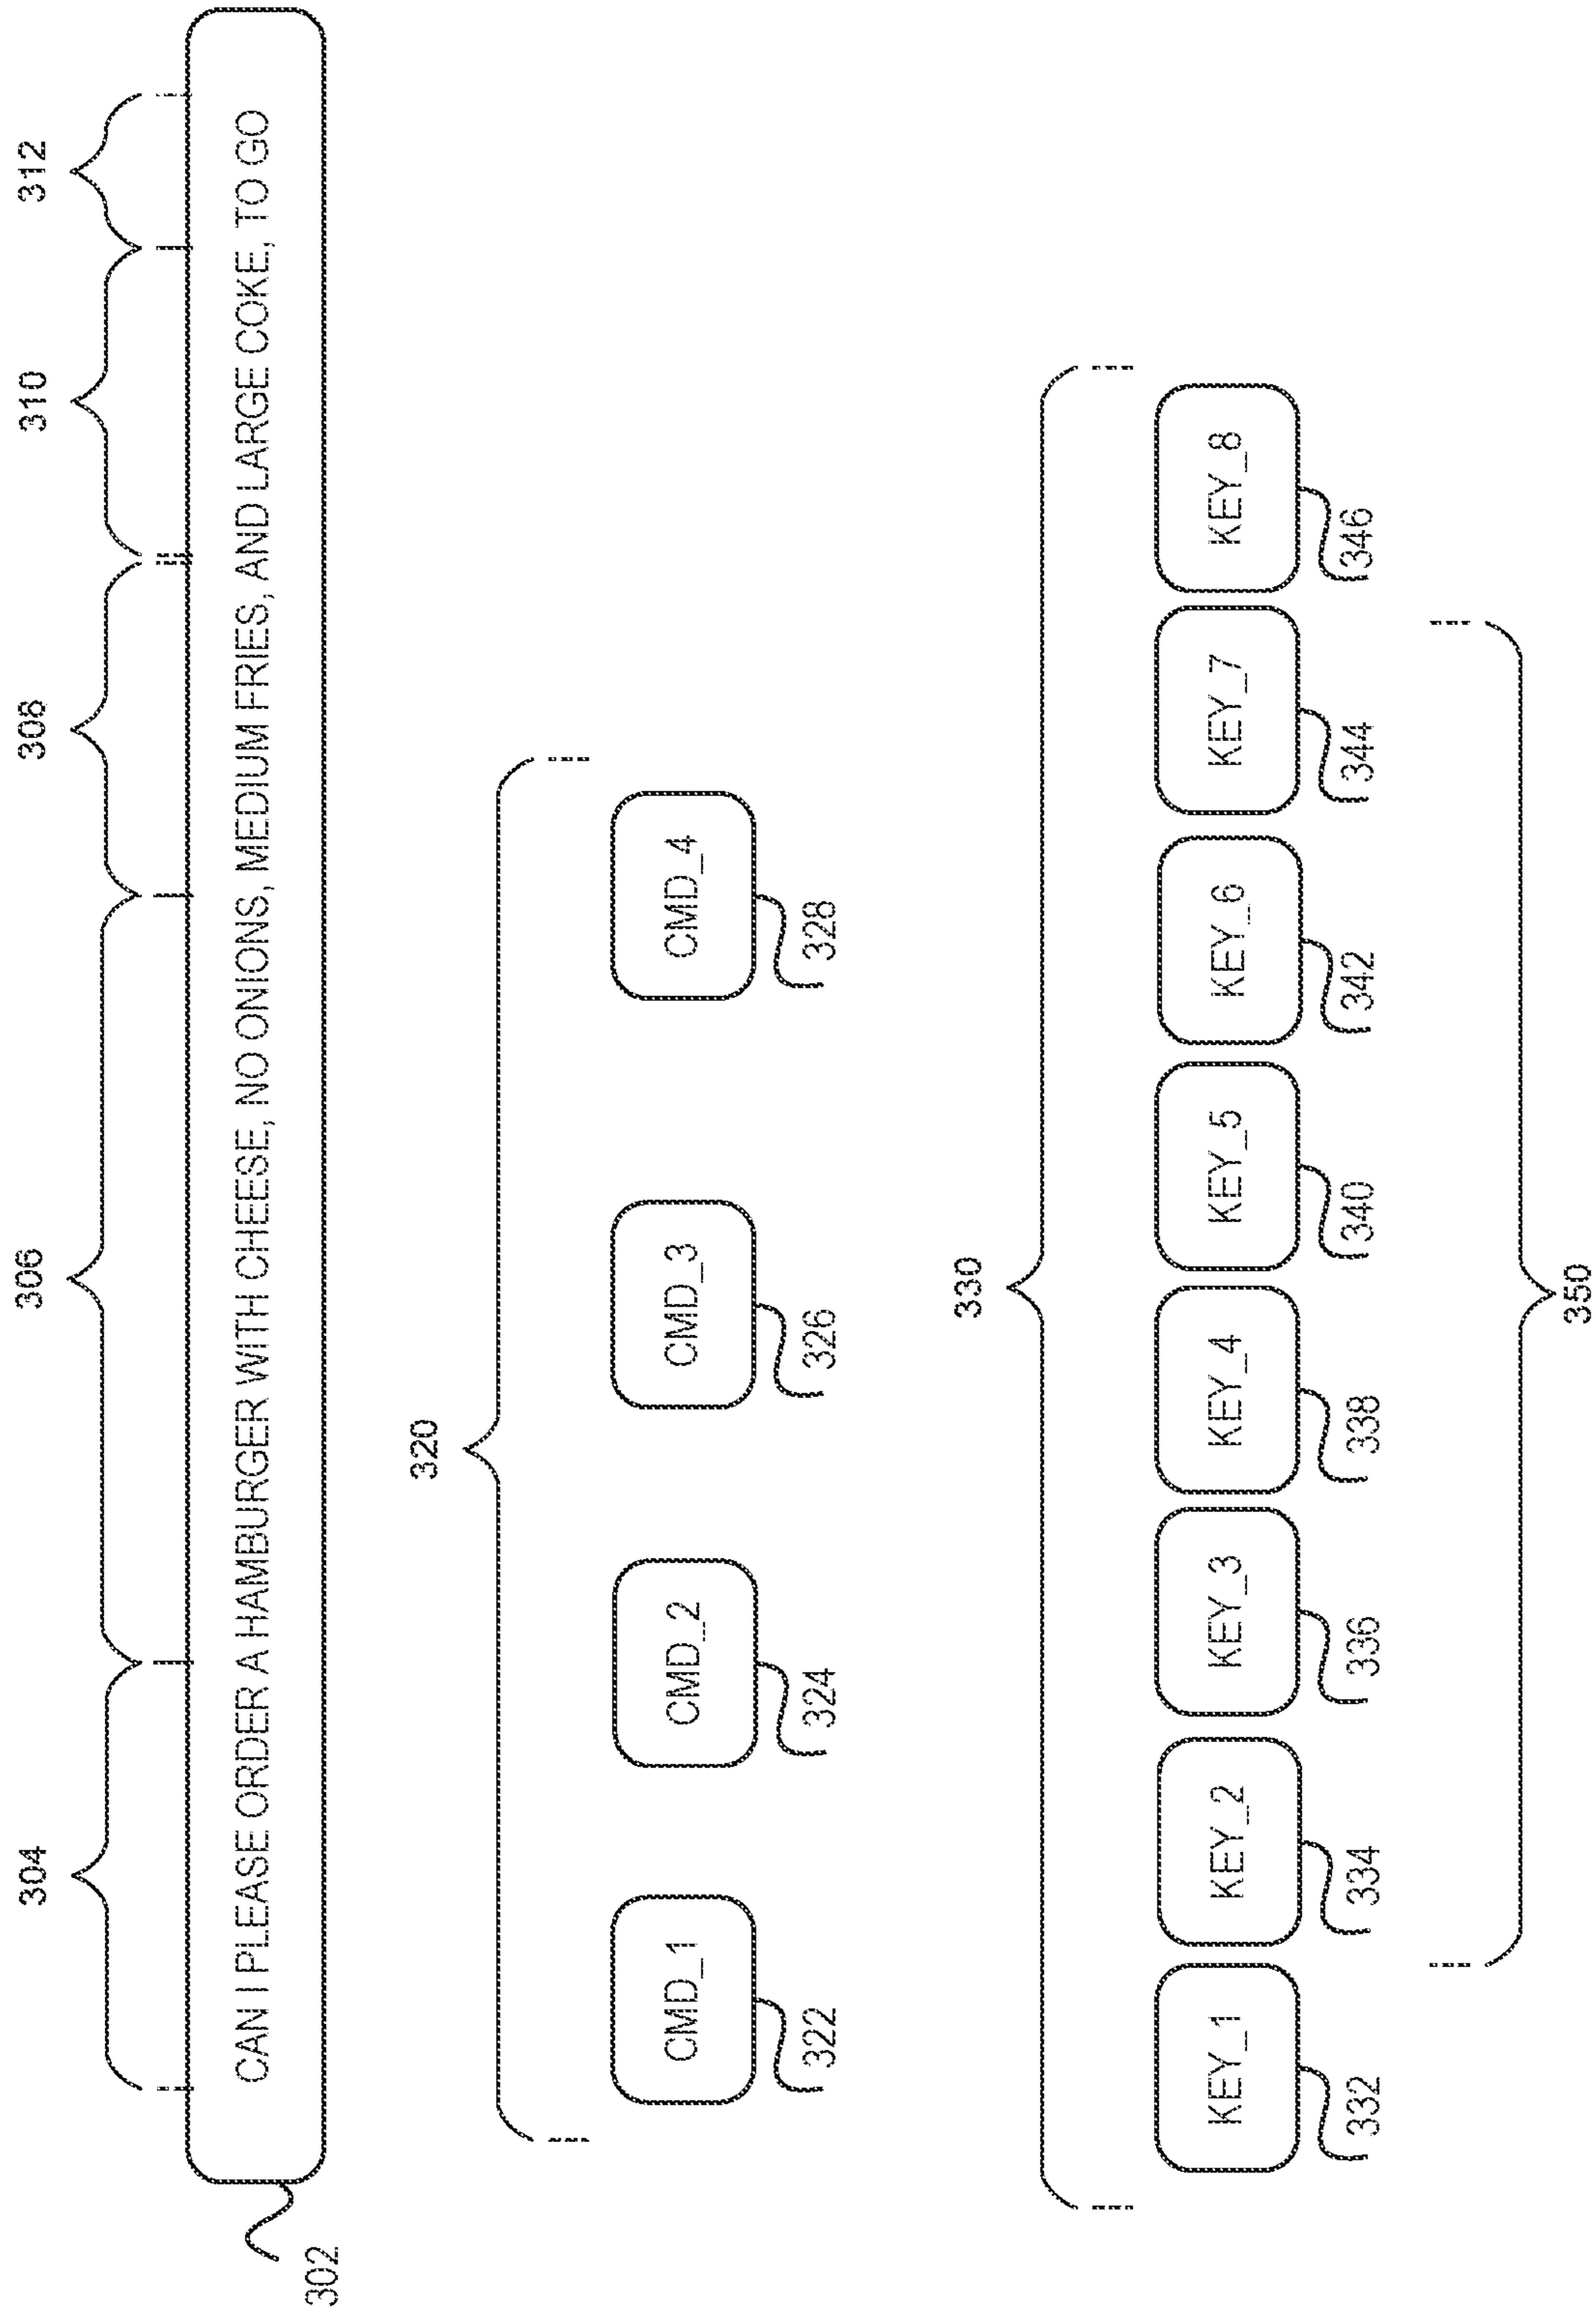 304 306 308 310 312
CAN I PLEASE ORDER A HAMBURGER WITH CHEESE, NO ONIONS, MEDIUM FRIES, AND LARGE COKE, TO GO
302
320
CMD_1 CMD_2 CMD_3 CMD_4
322 324 326 328
330
KEY_1 KEY_2 KEY_3 KEY_4 KEY_5 KEY_6 KEY_7 KEY_8
332 334 336 338 340 342 344 346
350